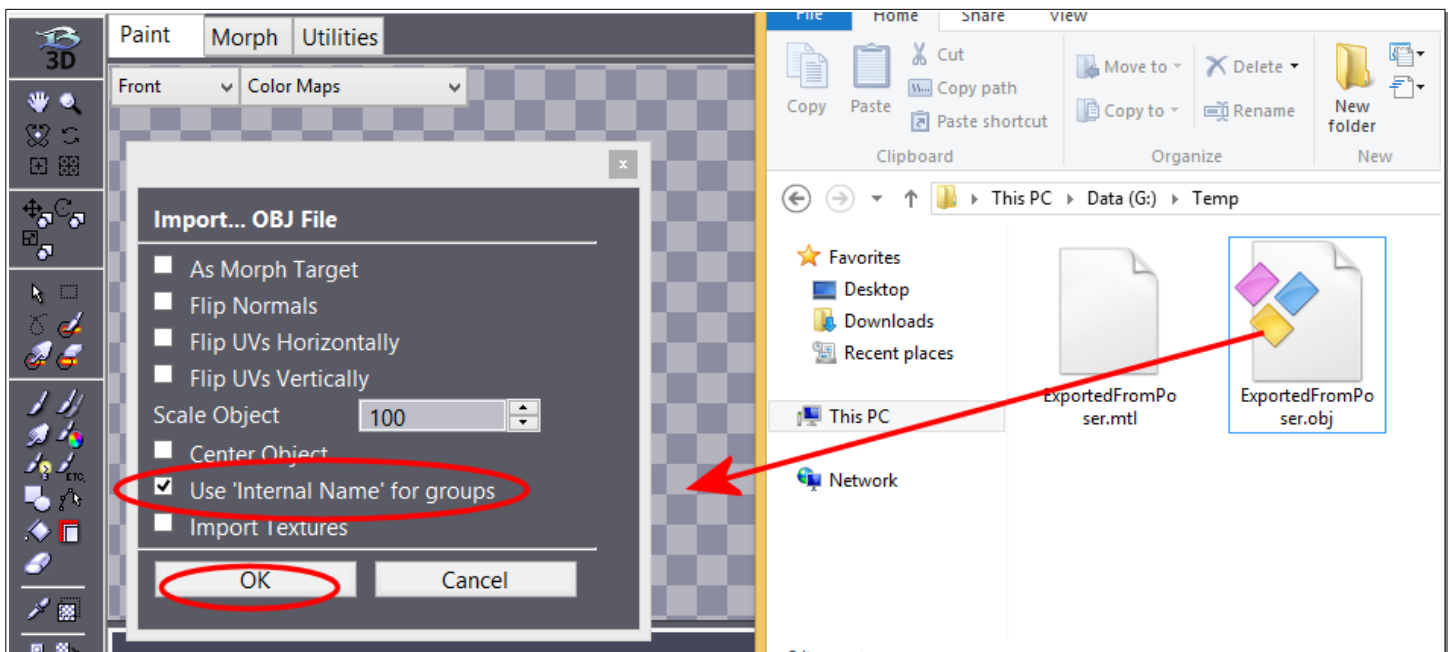 3D
Paint
Morph
Utilities
Front
Color Maps
Import... OBJ File
As Morph Target
Flip Normals
Flip UVs Horizontally
Flip UVs Vertically
Scale Object 100
Center Object
Use 'Internal Name' for groups
Import Textures
OK
Cancel
ETC.
File
Home
Share
View
Copy
Paste
Cut
Copy path
Paste shortcut
Clipboard
Move to
Copy to
Delete
Rename
Organize
New
folder
New
This PC
Data (G:)
Temp
Favorites
Desktop
Downloads
Recent places
This PC
Network
ExportedFromPo
ser.mtl
ExportedFromPo
ser.obj